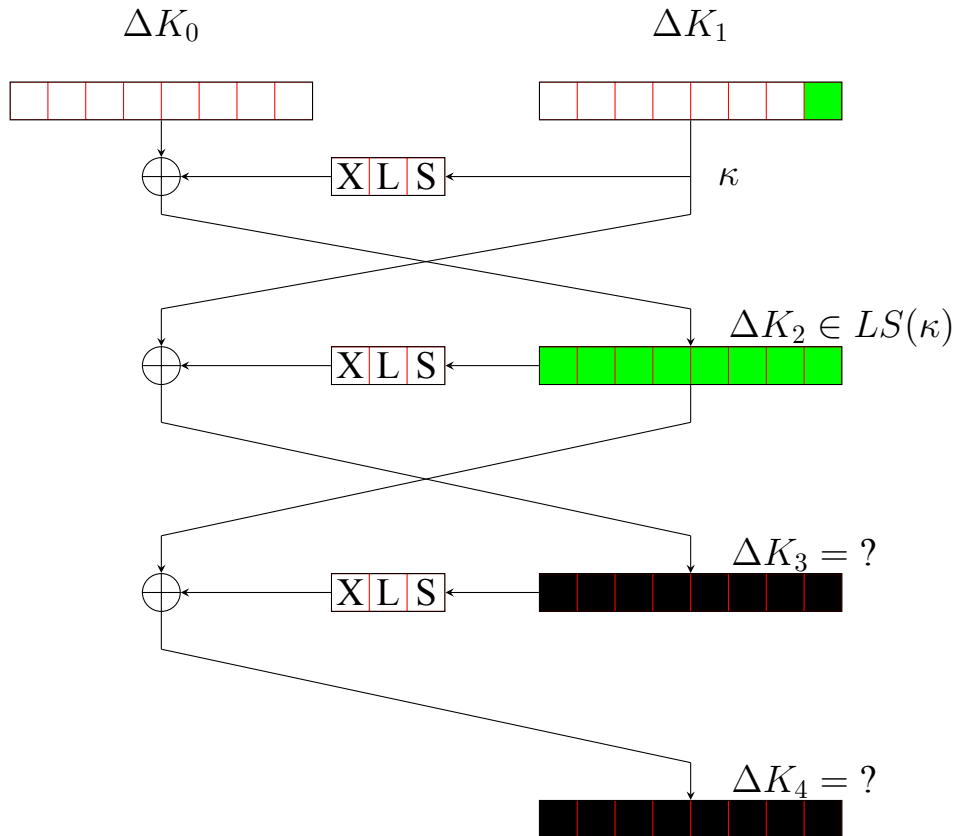 ΔK₀ ΔK₁
X L S κ
ΔK₂ ∈ LS(κ)
X L S
ΔK₃ = ?
X L S
ΔK₄ = ?